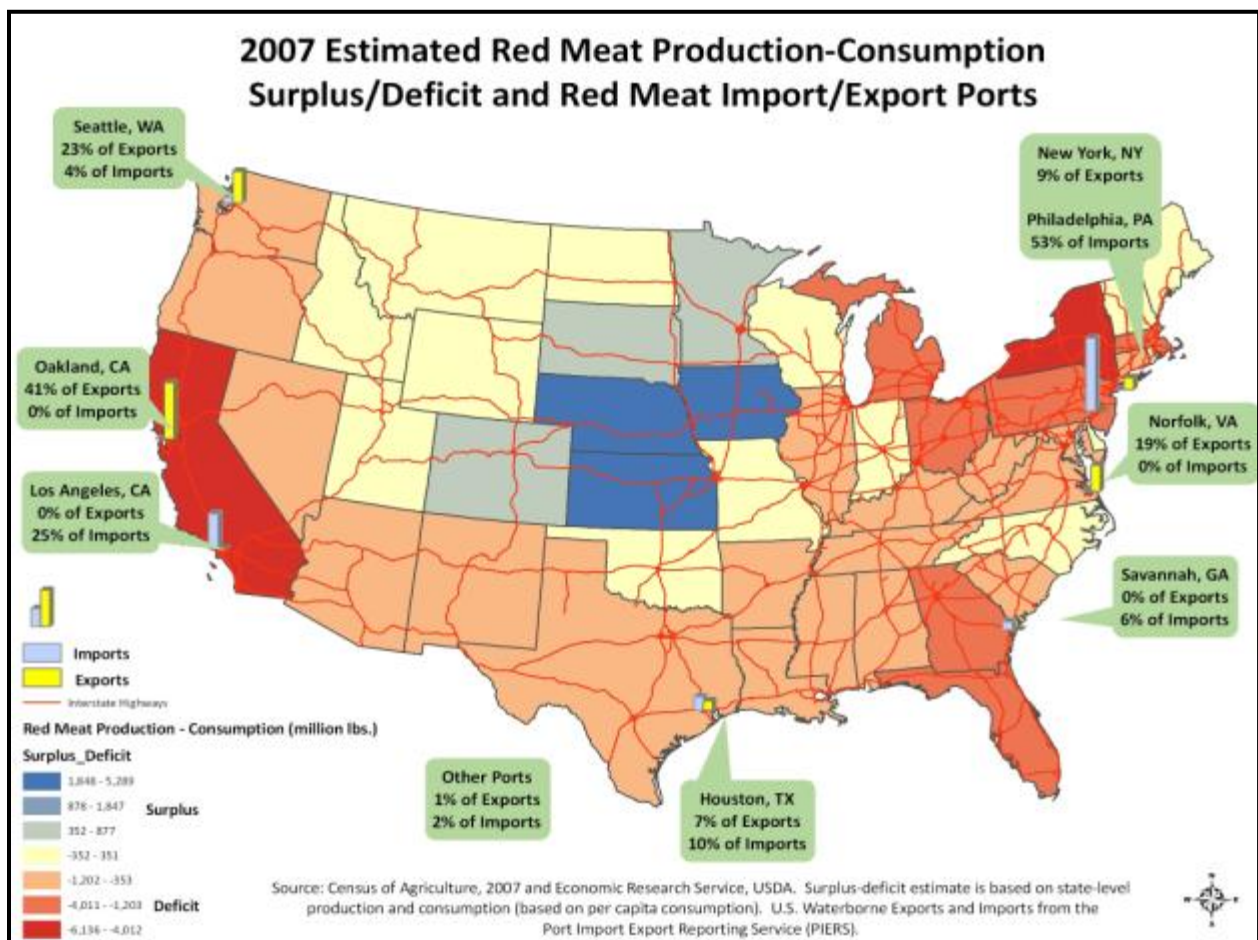 2007 Estimated Red Meat Production-Consumption
Surplus/Deficit and Red Meat Import/Export Ports
Seattle, WA
23% of Exports
4% of Imports
New York, NY
9% of Exports
Philadelphia, PA
53% of Imports
Oakland, CA
41% of Exports
0% of Imports
Norfolk, VA
19% of Exports
0% of Imports
Los Angeles, CA
0% of Exports
25% of Imports
Savannah, GA
0% of Exports
6% of Imports
Imports
Exports
Interstate Highways
Red Meat Production - Consumption (million lbs.)
Surplus_Deficit
1,848 - 5,289
878 - 1,847
Surplus
352 - 877
-352 - 351
-1,202 - -353
-4,011 - -1,203
Deficit
-6,136 - -4,012
Other Ports
1% of Exports
2% of Imports
Houston, TX
7% of Exports
10% of Imports
Source: Census of Agriculture, 2007 and Economic Research Service, USDA. Surplus-deficit estimate is based on state-level
production and consumption (based on per capita consumption). U.S. Waterborne Exports and Imports from the
Port Import Export Reporting Service (PIERS).